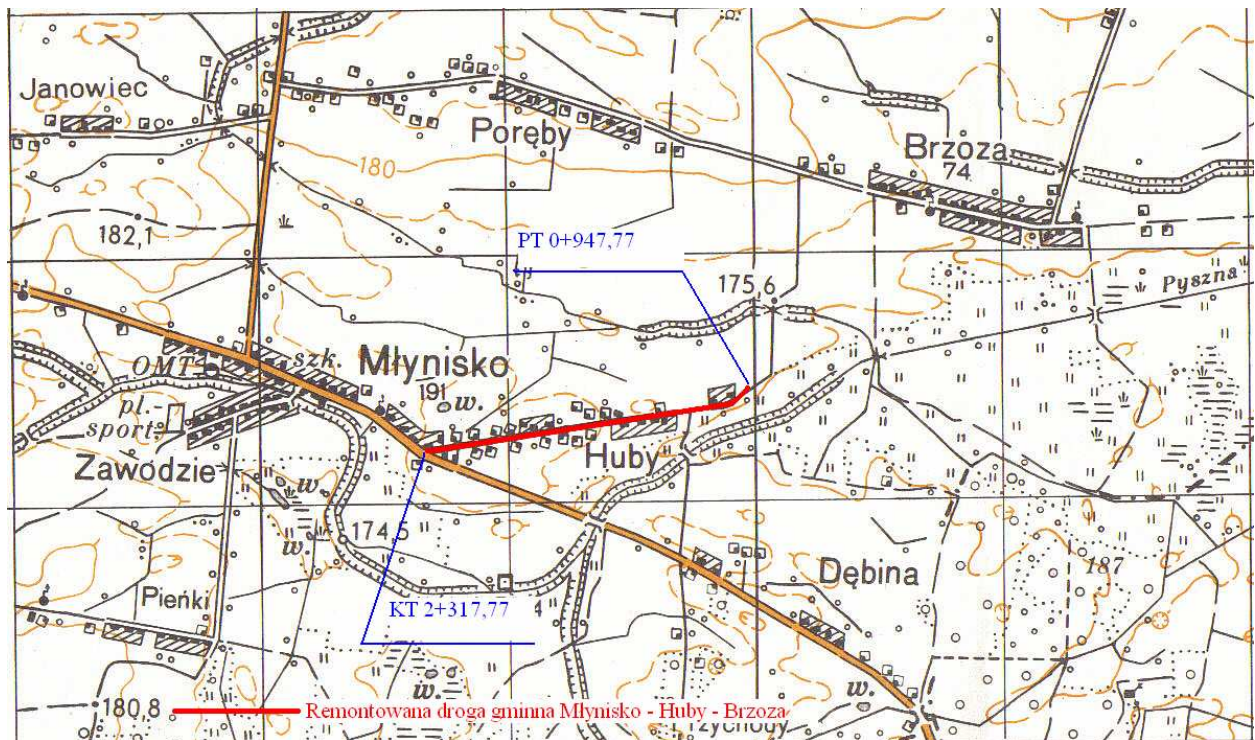 Janowiec
Poręby
Brzoza
74
180
182,1
PT 0+947,77
175,6
Pyszna
OMT
szk.
Młynisko
191
w.
pl.-
sport.
Zawodzie
Huby
w.
w.
174,5
Dębina
187
Pieńki
KT 2+317,77
4
180,8
w.
w.
Remontowana droga gminna Młynisko - Huby - Brzoza